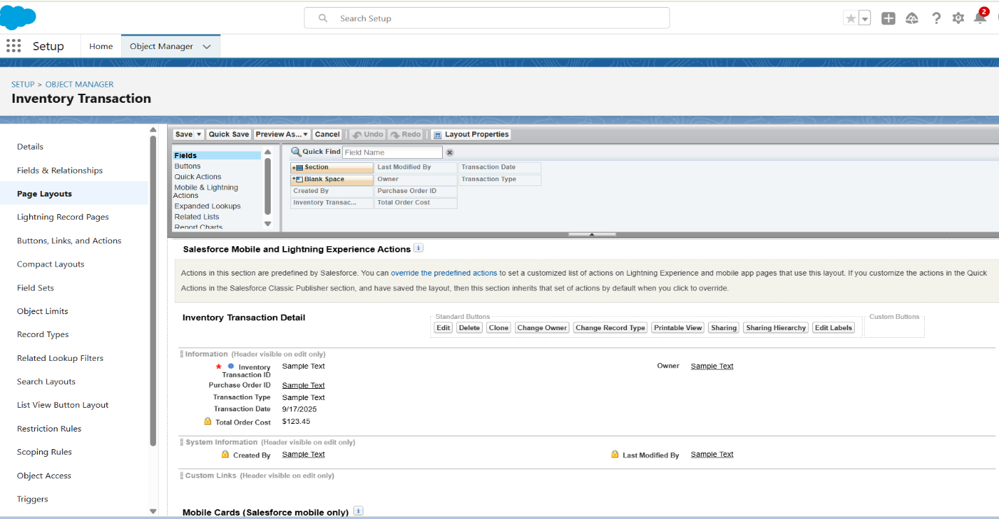 Search Setup
2
Setup
Home
Object Manager
SETUP > OBJECT MANAGER
Inventory Transaction
Details
Fields & Relationships
Page Layouts
Lightning Record Pages
Buttons, Links, and Actions
Compact Layouts
Field Sets
Object Limits
Record Types
Related Lookup Filters
Search Layouts
List View Button Layout
Restriction Rules
Scoping Rules
Object Access
Triggers
Save Quick Save Preview As... Cancel Undo Redo Layout Properties
Fields
Buttons
Quick Actions
Mobile & Lightning
Actions
Expanded Lookups
Related Lists
Report Charts
Quick Find Field Name
Section Last Modified By Transaction Date
Blank Space Owner Transaction Type
Created By Purchase Order ID
Inventory Transac... Total Order Cost
Salesforce Mobile and Lightning Experience Actions i
Actions in this section are predefined by Salesforce. You can override the predefined actions to set a customized list of actions on Lightning Experience and mobile app pages that use this layout. If you customize the actions in the Quick
Actions in the Salesforce Classic Publisher section, and have saved the layout, then this section inherits that set of actions by default when you click to override.
Inventory Transaction Detail
Standard Buttons
Edit Delete Clone Change Owner Change Record Type Printable View Sharing Sharing Hierarchy Edit Labels
Custom Buttons
Information (Header visible on edit only)
* Inventory Sample Text Owner Sample Text
Transaction ID
Purchase Order ID Sample Text
Transaction Type Sample Text
Transaction Date 9/17/2025
Total Order Cost $123.45
System Information (Header visible on edit only)
Created By Sample Text Last Modified By Sample Text
Custom Links (Header visible on edit only)
Mobile Cards (Salesforce mobile only) i